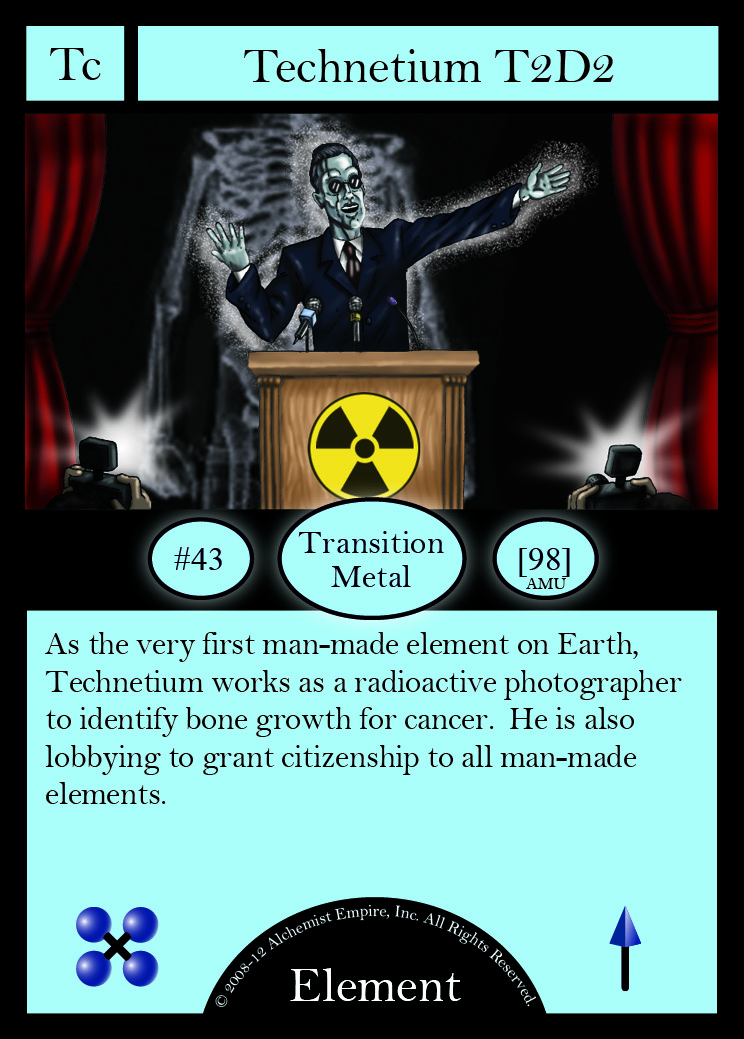 Tc
Technetium T2D2
#43
Transition
Metal
[98]
AMU
As the very first man-made element on Earth,
Technetium works as a radioactive photographer
to identify bone growth for cancer.  He is also
lobbying to grant citizenship to all man-made
elements.
© 2008-12 Alchemist Empire, Inc. All Rights Reserved.
Element